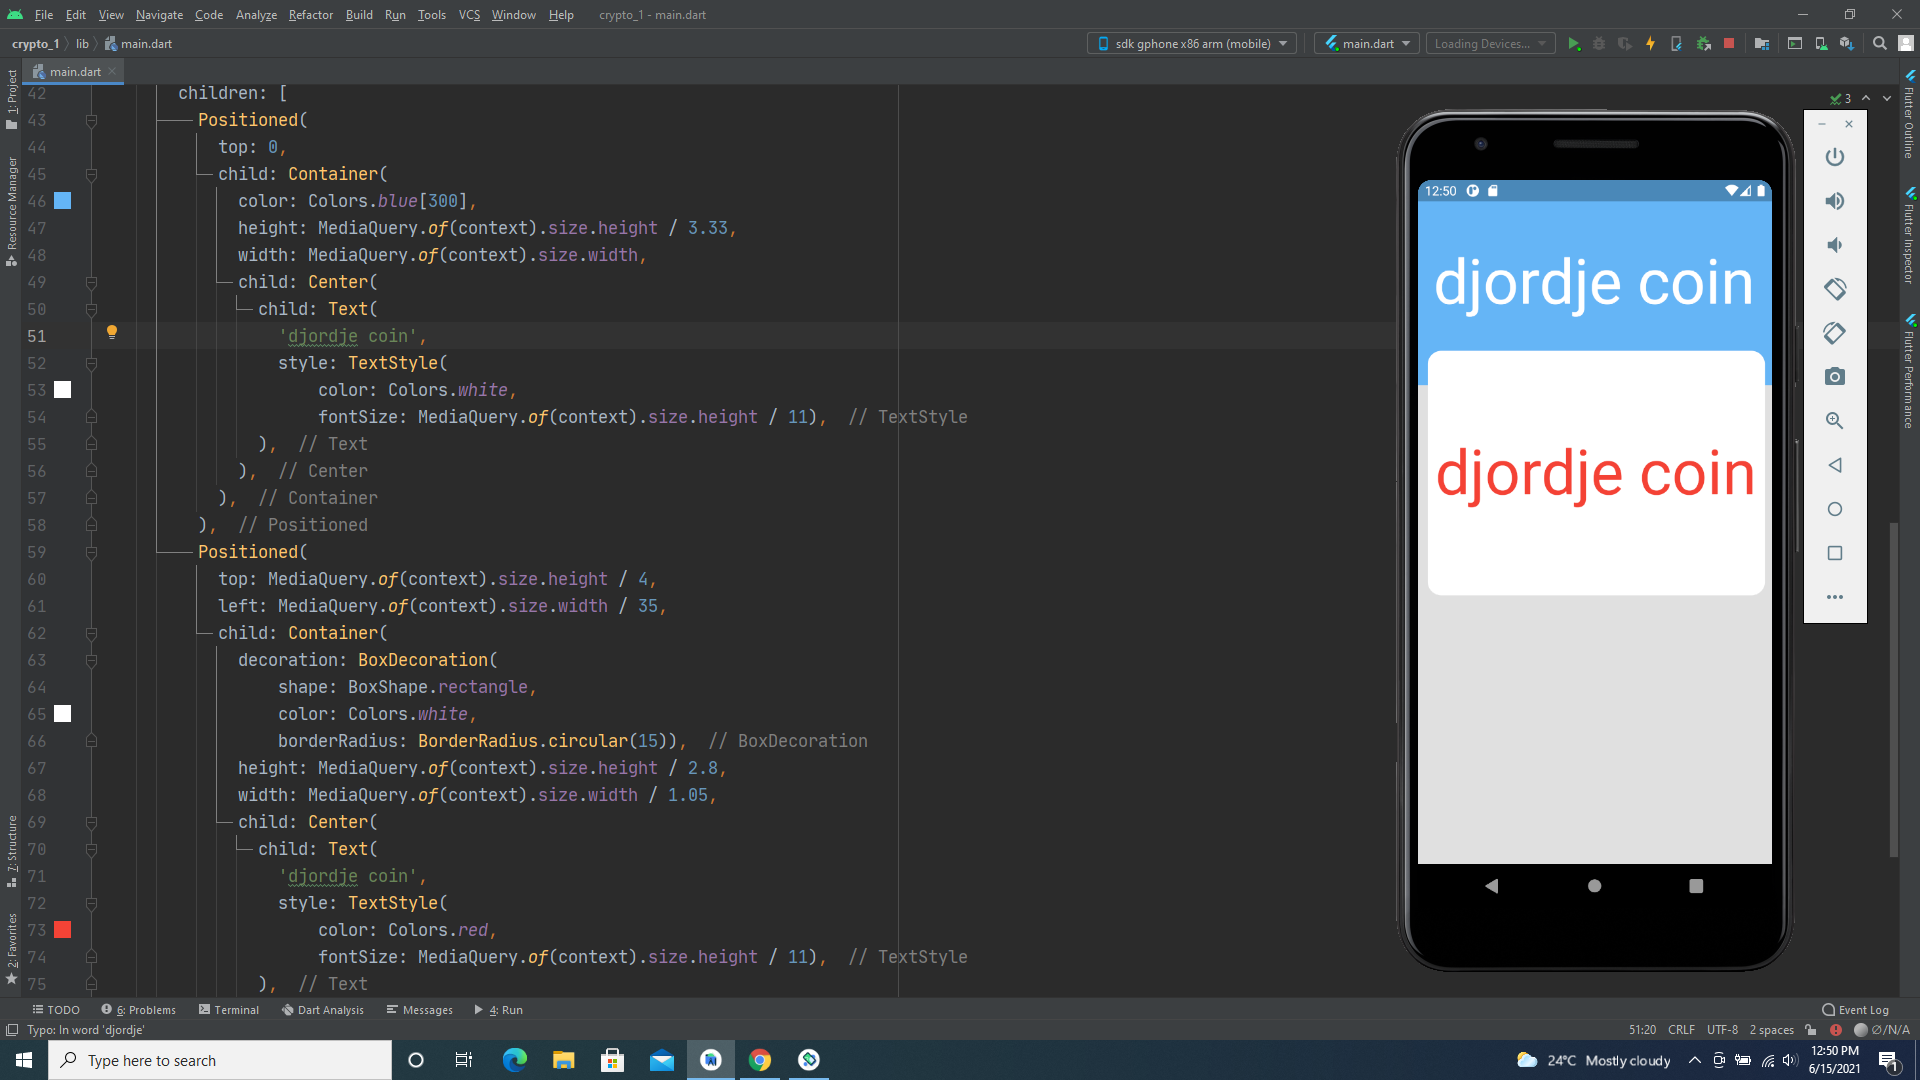 File Edit View Navigate Code Analyze Refactor Build Run Tools VCS Window Help crypto_1 - main.dart
crypto_1 lib main.dart
sdk gphone x86 arm (mobile) main.dart Loading Devices...
main.dart
42 children: [
43 Positioned(
44 top: 0,
45 child: Container(
46 color: Colors.blue[300],
47 height: MediaQuery.of(context).size.height / 3.33,
48 width: MediaQuery.of(context).size.width,
49 child: Center(
50 child: Text(
51 'djordje coin',
52 style: TextStyle(
53 color: Colors.white,
54 fontSize: MediaQuery.of(context).size.height / 11), // TextStyle
55 ), // Text
56 ), // Center
57 ), // Container
58 ), // Positioned
59 Positioned(
60 top: MediaQuery.of(context).size.height / 4,
61 left: MediaQuery.of(context).size.width / 35,
62 child: Container(
63 decoration: BoxDecoration(
64 shape: BoxShape.rectangle,
65 color: Colors.white,
66 borderRadius: BorderRadius.circular(15)), // BoxDecoration
67 height: MediaQuery.of(context).size.height / 2.8,
68 width: MediaQuery.of(context).size.width / 1.05,
69 child: Center(
70 child: Text(
71 'djordje coin',
72 style: TextStyle(
73 color: Colors.red,
74 fontSize: MediaQuery.of(context).size.height / 11), // TextStyle
75 ), // Text
1: Project
Resource Manager
7: Structure
2: Favorites
3
12:50
djordje coin
djordje coin
Flutter Outline
Flutter Inspector
Flutter Performance
TODO 6: Problems Terminal Dart Analysis Messages 4: Run Event Log
Typo: In word 'djordje' 51:20 CRLF UTF-8 2 spaces Ø/N/A
Type here to search
24°C Mostly cloudy
12:50 PM
6/15/2021
1